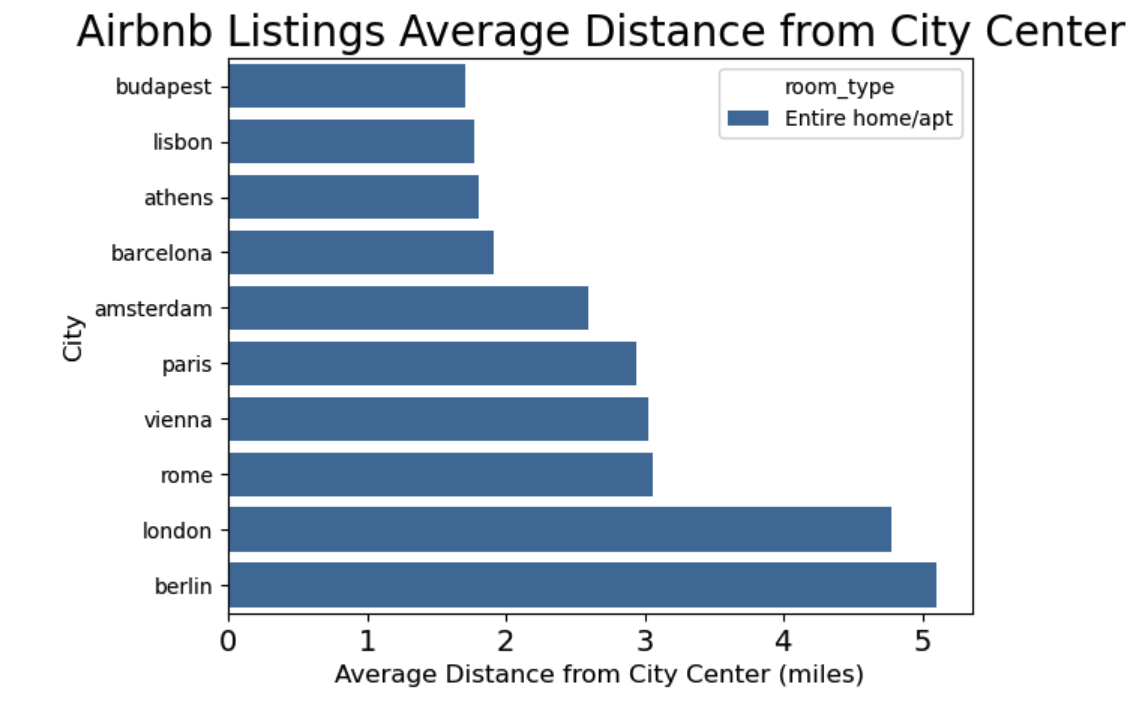 Airbnb Listings Average Distance from City Center
room_type
Entire home/apt
budapest
lisbon
athens
barcelona
amsterdam
paris
vienna
rome
london
berlin
City
0 1 2 3 4 5
Average Distance from City Center (miles)